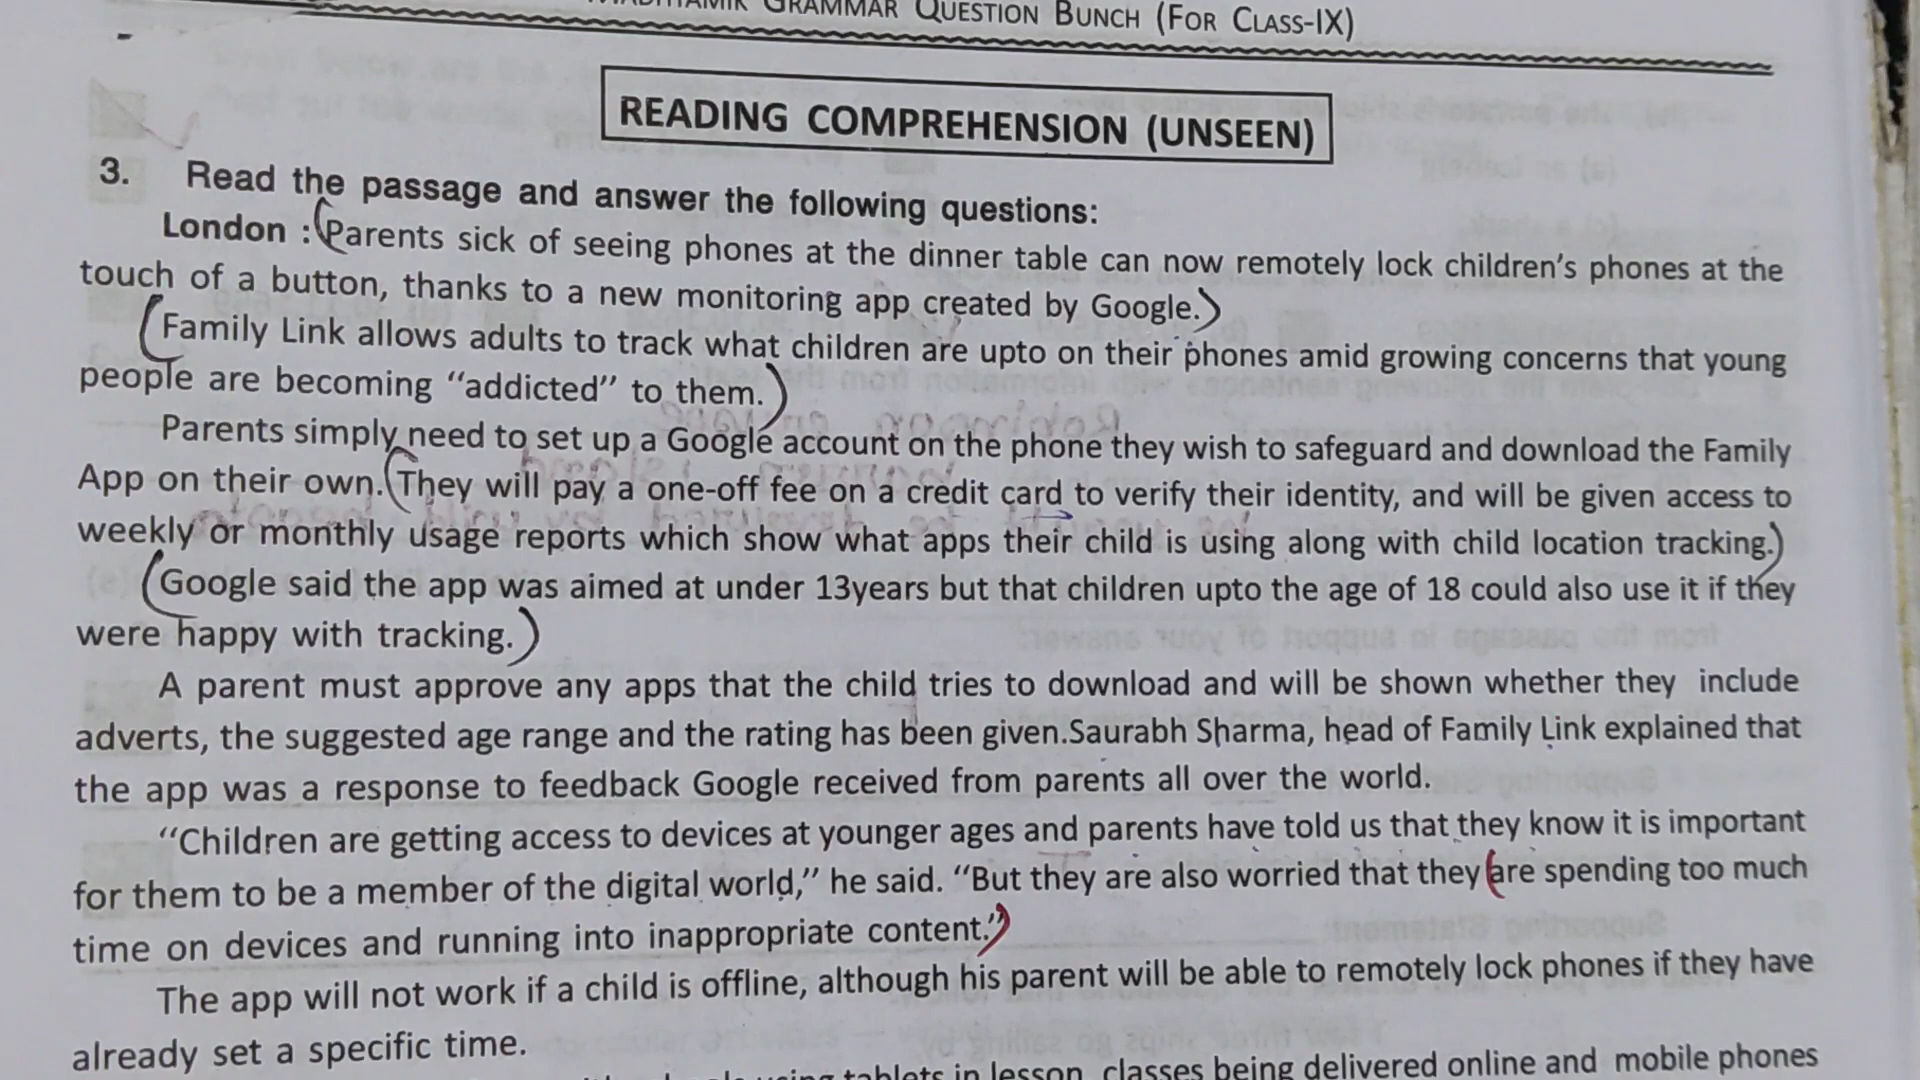 GRAMMAR QUESTION BUNCH (FOR CLASS-IX)
READING COMPREHENSION (UNSEEN)
3. Read the passage and answer the following questions:
London : Parents sick of seeing phones at the dinner table can now remotely lock children's phones at the
touch of a button, thanks to a new monitoring app created by Google.
Family Link allows adults to track what children are upto on their phones amid growing concerns that young
people are becoming "addicted" to them.
Parents simply need to set up a Google account on the phone they wish to safeguard and download the Family
App on their own. They will pay a one-off fee on a credit card to verify their identity, and will be given access to
weekly or monthly usage reports which show what apps their child is using along with child location tracking.
Google said the app was aimed at under 13years but that children upto the age of 18 could also use it if they
were happy with tracking.
A parent must approve any apps that the child tries to download and will be shown whether they include
adverts, the suggested age range and the rating has been given.Saurabh Sharma, head of Family Link explained that
the app was a response to feedback Google received from parents all over the world.
"Children are getting access to devices at younger ages and parents have told us that they know it is important
for them to be a member of the digital world," he said. "But they are also worried that they are spending too much
time on devices and running into inappropriate content."
The app will not work if a child is offline, although his parent will be able to remotely lock phones if they have
already set a specific time.
using tablets in lesson, classes being delivered online and mobile phones